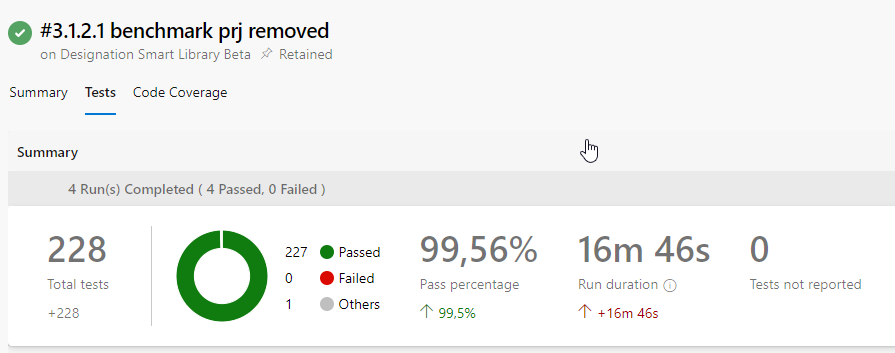 #3.1.2.1 benchmark prj removed
on Designation Smart Library Beta Retained
Summary Tests Code Coverage
Summary
4 Run(s) Completed ( 4 Passed, 0 Failed )
228
Total tests
+228
227 Passed
0 Failed
1 Others
99,56%
Pass percentage
99,5%
16m 46s
Run duration
+16m 46s
0
Tests not reported